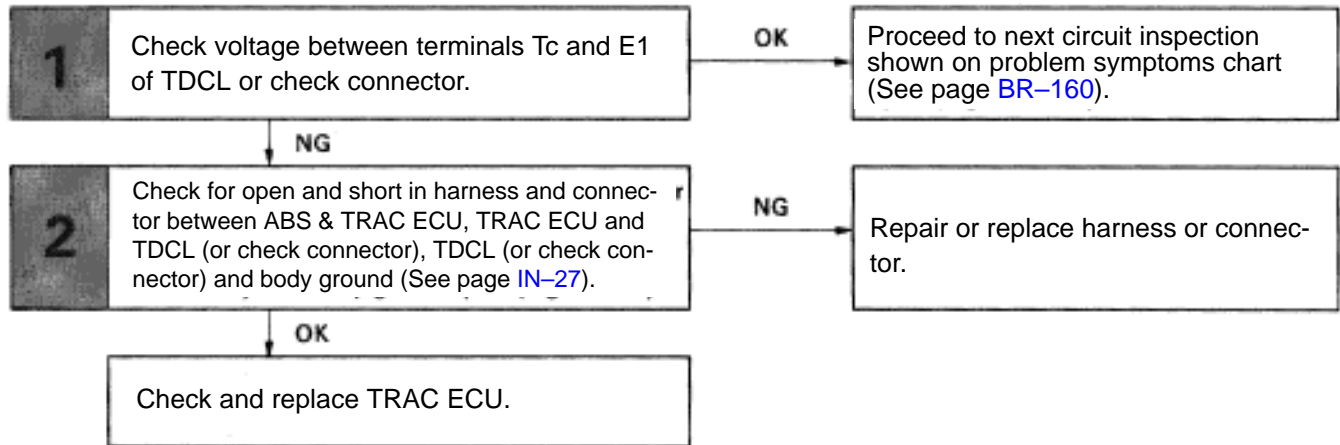 1
Check voltage between terminals Tc and E1
of TDCL or check connector.
OK
Proceed to next circuit inspection
shown on problem symptoms chart
(See page BR–160).
NG
2
Check for open and short in harness and connec-
tor between ABS & TRAC ECU, TRAC ECU and
TDCL (or check connector), TDCL (or check con-
nector) and body ground (See page IN–27).
NG
Repair or replace harness or connec-
tor.
OK
Check and replace TRAC ECU.